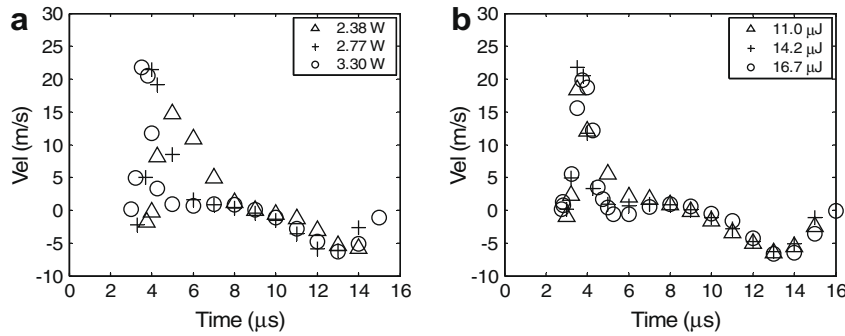 a
2.38 W
2.77 W
3.30 W
Vel (m/s)
30
25
20
15
10
5
0
-5
-10
0 2 4 6 8 10 12 14 16
Time (μs)
b
11.0 μJ
14.2 μJ
16.7 μJ
Vel (m/s)
30
25
20
15
10
5
0
-5
-10
0 2 4 6 8 10 12 14 16
Time (μs)